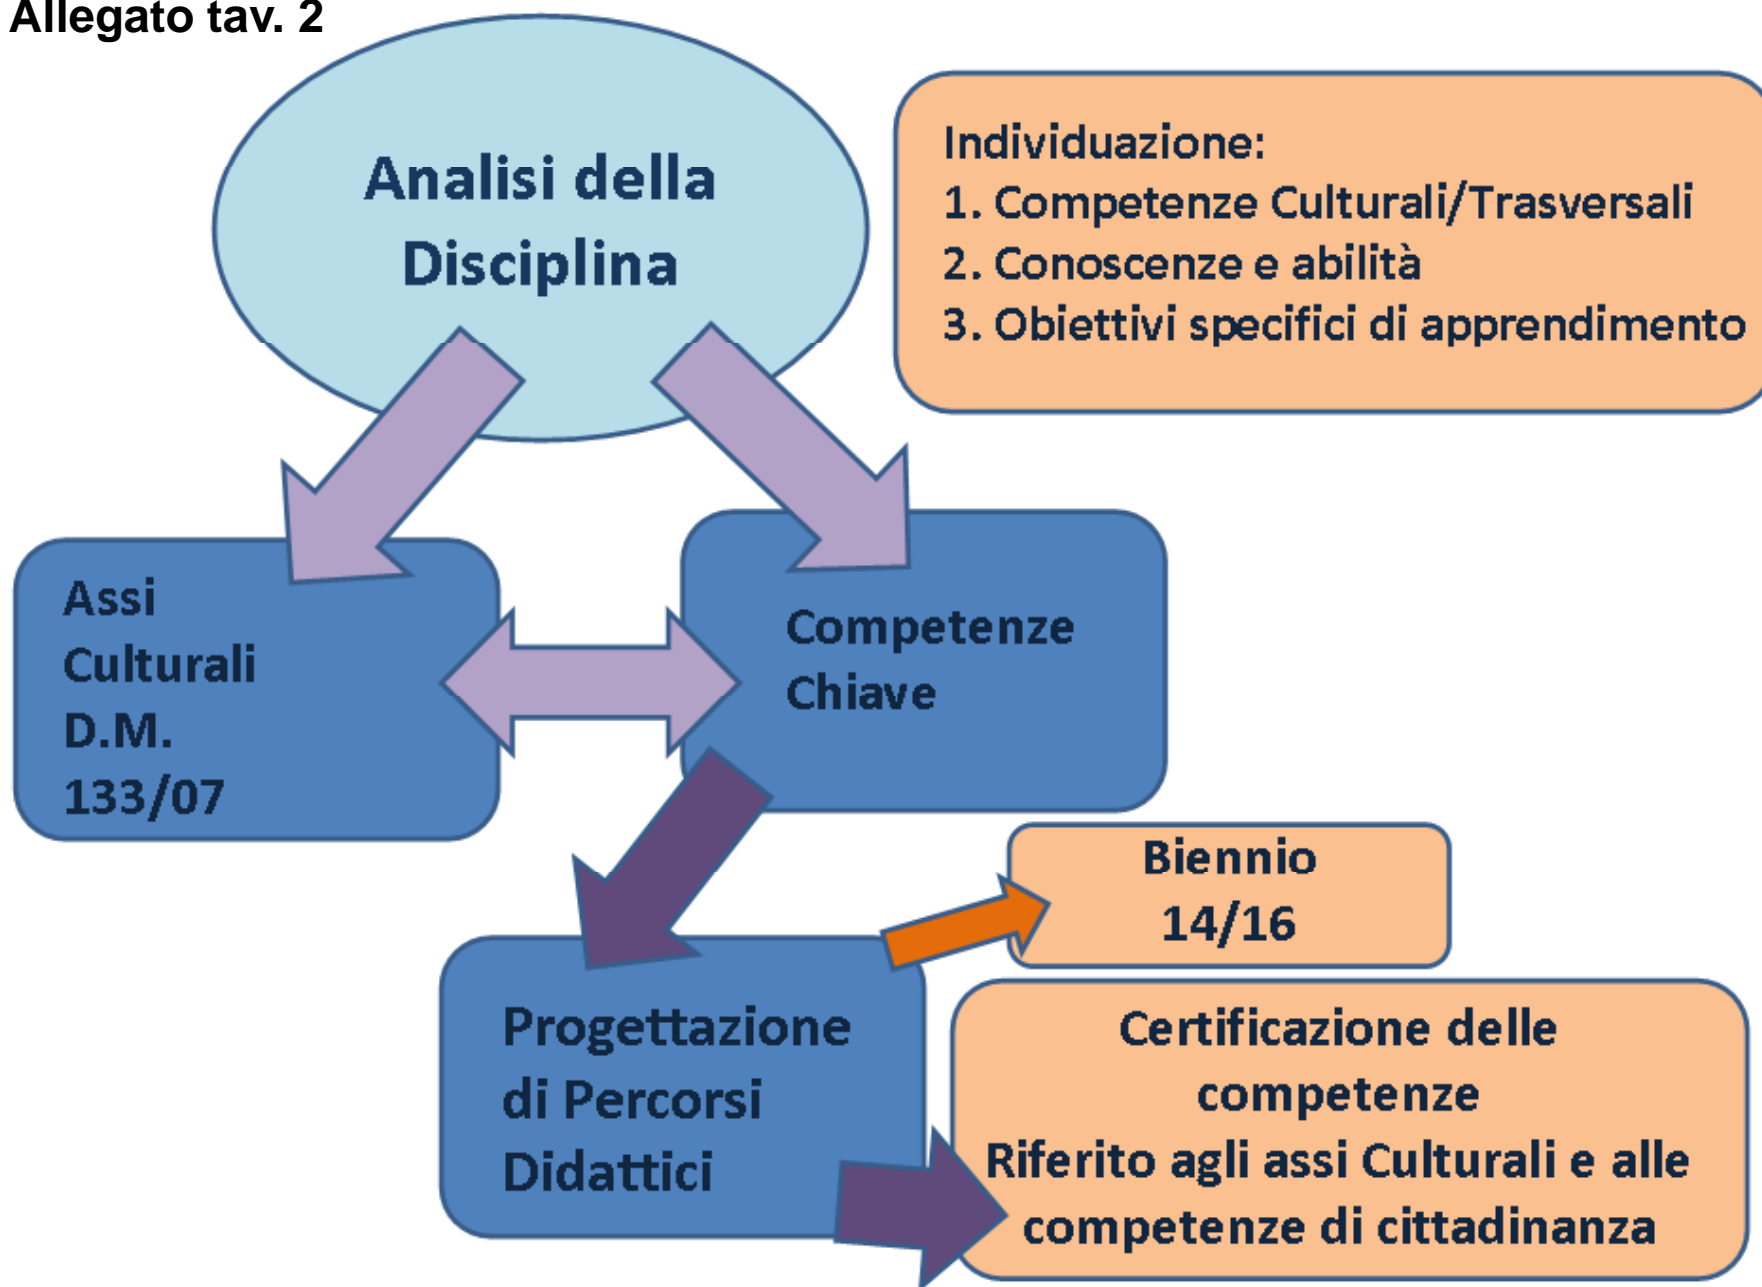 Allegato tav. 2
Analisi della
Disciplina
Individuazione:
1. Competenze Culturali/Trasversali
2. Conoscenze e abilità
3. Obiettivi specifici di apprendimento
Assi
Culturali
D.M.
133/07
Competenze
Chiave
Biennio
14/16
Progettazione
di Percorsi
Didattici
Certificazione delle
competenze
Riferito agli assi Culturali e alle
competenze di cittadinanza